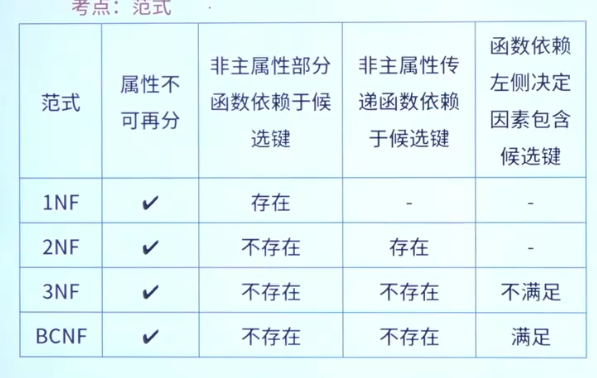 考点：范式
范式
属性不
可再分
非主属性部分
函数依赖于候
选键
非主属性传
递函数依赖
于候选键
函数依赖
左侧决定
因素包含
候选键
1NF ✔ 存在 - -
2NF ✔ 不存在 存在 -
3NF ✔ 不存在 不存在 不满足
BCNF ✔ 不存在 不存在 满足